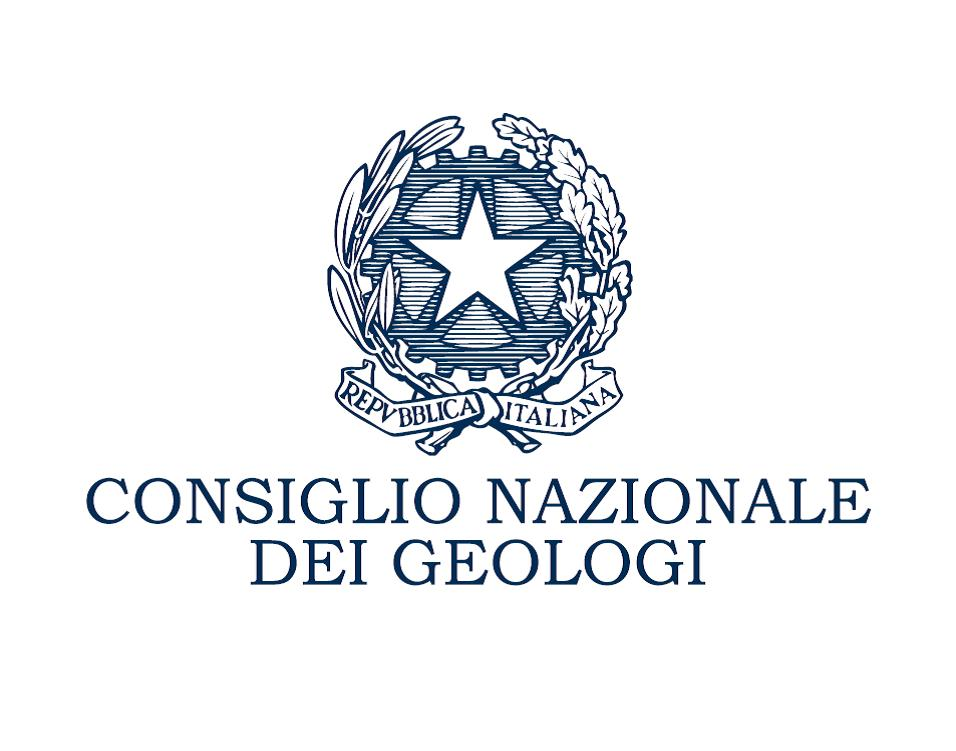 REPVBBLICA ITALIANA
CONSIGLIO NAZIONALE
DEI GEOLOGI